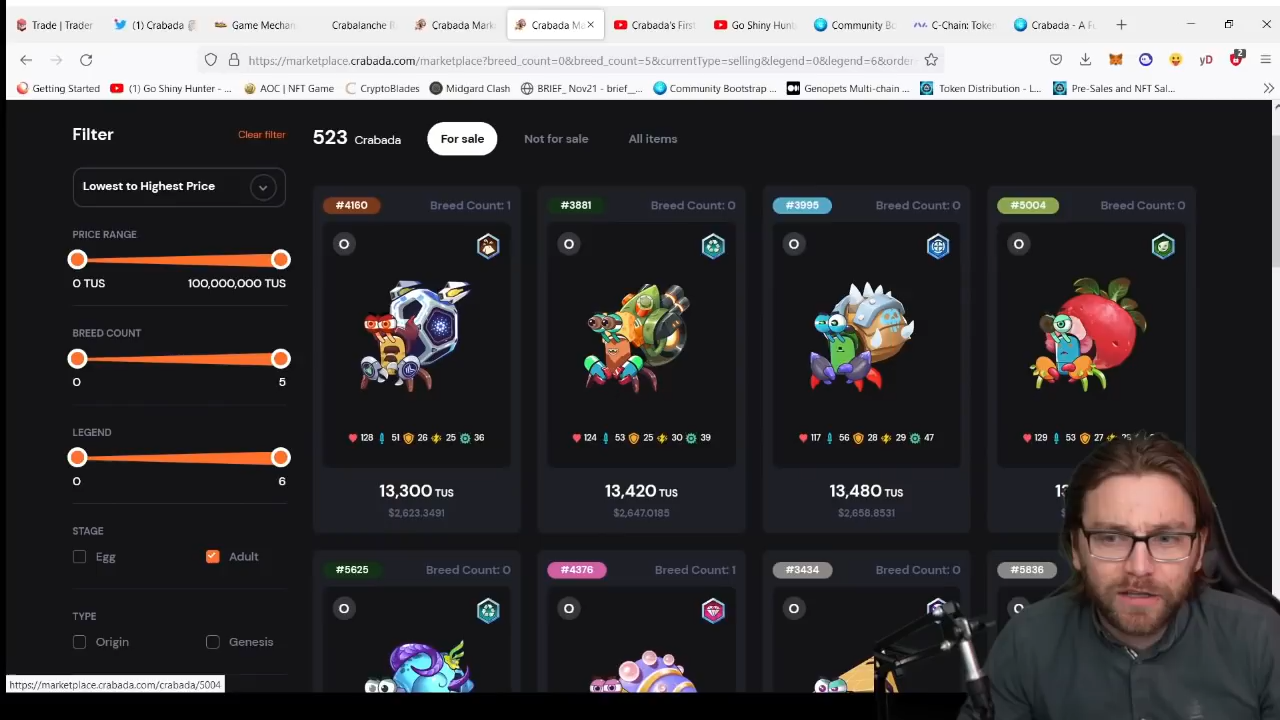 Trade | Trader
(1) Crabada
Game Mechan
Crabalanche R
Crabada Mark
Crabada Ma
Crabada's First
Go Shiny Hunt
Community Bo
C-Chain: Token
Crabada - A Fu
https://marketplace.crabada.com/marketplace?breed_count=0&breed_count=5&currentType=selling&legend=0&legend=6&order
yD
2
Getting Started
(1) Go Shiny Hunter - ...
AOC | NFT Game
CryptoBlades
Midgard Clash
BRIEF_ Nov21 - brief_...
Community Bootstrap ...
Genopets Multi-chain ...
Token Distribution - L...
Pre-Sales and NFT Sal...
Filter
Clear filter
523 Crabada
For sale
Not for sale
All items
Lowest to Highest Price
PRICE RANGE
0 TUS
100,000,000 TUS
BREED COUNT
0
5
LEGEND
0
6
STAGE
Egg
Adult
TYPE
Origin
Genesis
#4160
Breed Count: 1
O
128 51 26 25 36
13,300 TUS
$2,623.3491
#3881
Breed Count: 0
O
124 53 25 30 39
13,420 TUS
$2,647.0185
#3995
Breed Count: 0
O
117 56 28 29 47
13,480 TUS
$2,658.8531
#5004
Breed Count: 0
O
129 53 27
#5625
Breed Count: 0
O
#4376
Breed Count: 1
O
#3434
Breed Count: 0
O
#5836
https://marketplace.crabada.com/crabada/5004